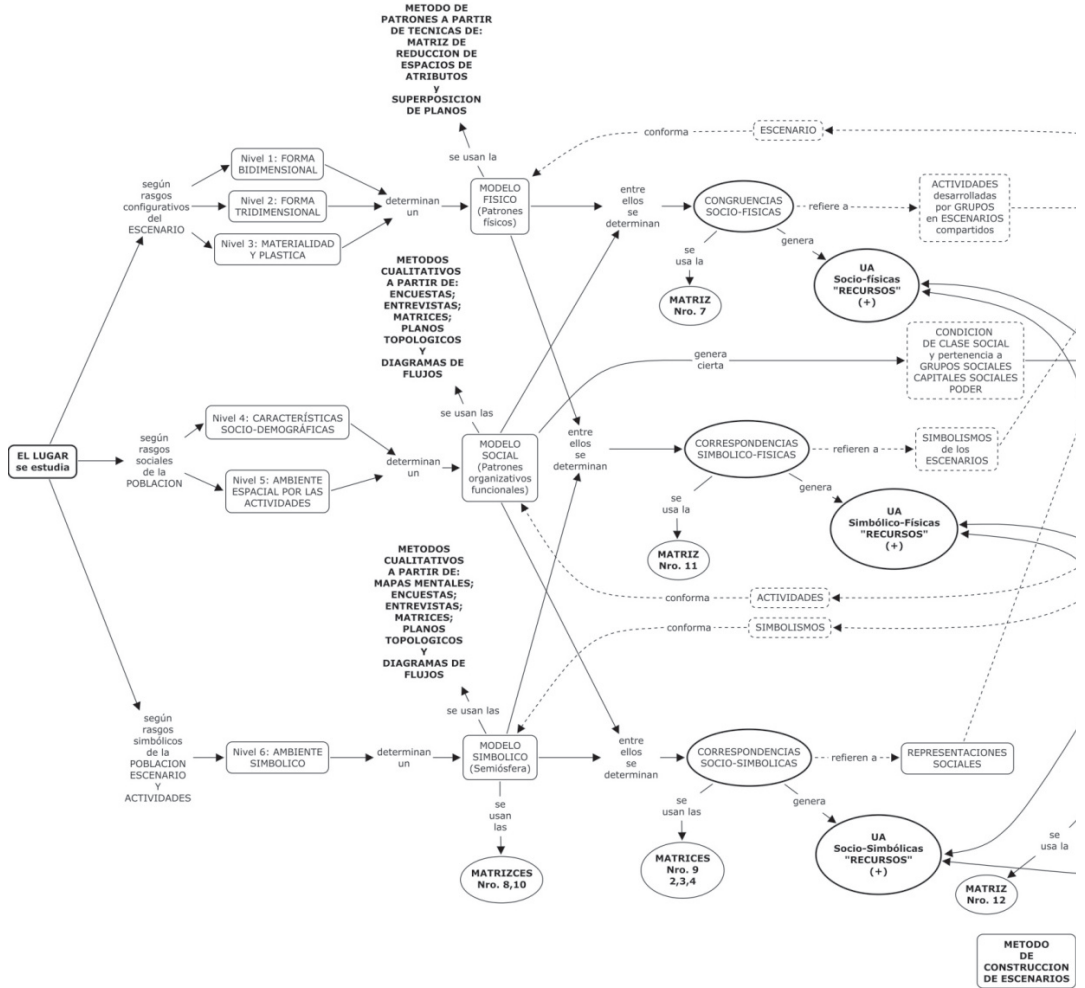 METODO DE
PATRONES A PARTIR
DE TECNICAS DE:
MATRIZ DE
REDUCCION DE
ESPACIOS DE
ATRIBUTOS
y
SUPERPOSICION
DE PLANOS
se usan la
conforma
ESCENARIO
según
rasgos
configurativos
del
ESCENARIO
Nivel 1: FORMA
BIDIMENSIONAL
Nivel 2: FORMA
TRIDIMENSIONAL
Nivel 3: MATERIALIDAD
Y PLASTICA
determinan
un
MODELO
FISICO
(Patrones
físicos)
entre
ellos
se
determinan
CONGRUENCIAS
SOCIO-FISICAS
refiere a
ACTIVIDADES
desarrolladas
por GRUPOS
en ESCENARIOS
compartidos
se
usa la
MATRIZ
Nro. 7
genera
UA
Socio-físicas
"RECURSOS"
(+)
METODOS
CUALITATIVOS
A PARTIR DE:
ENCUESTAS;
ENTREVISTAS;
MATRICES;
PLANOS
TOPOLOGICOS
Y
DIAGRAMAS DE
FLUJOS
se usan las
genera
cierta
CONDICION
DE CLASE SOCIAL
y pertenencia a
GRUPOS SOCIALES
CAPITALES SOCIALES
PODER
EL LUGAR
se estudia
según
rasgos
sociales
de la
POBLACION
Nivel 4: CARACTERÍSTICAS
SOCIO-DEMOGRÁFICAS
Nivel 5: AMBIENTE
ESPACIAL POR LAS
ACTIVIDADES
determinan
un
MODELO
SOCIAL
(Patrones
organizativos
funcionales)
entre
ellos
se
determinan
CORRESPONDENCIAS
SIMBOLICO-FISICAS
refieren a
SIMBOLISMOS
de los
ESCENARIOS
se
usa la
MATRIZ
Nro. 11
genera
UA
Simbólico-Físicas
"RECURSOS"
(+)
conforma
ACTIVIDADES
conforma
SIMBOLISMOS
METODOS
CUALITATIVOS
A PARTIR DE:
MAPAS MENTALES;
ENCUESTAS;
ENTREVISTAS;
MATRICES;
PLANOS
TOPOLOGICOS
Y
DIAGRAMAS DE
FLUJOS
se usan las
según
rasgos
simbólicos
de la
POBLACION
ESCENARIO
Y
ACTIVIDADES
Nivel 6: AMBIENTE
SIMBOLICO
determinan
un
MODELO
SIMBOLICO
(Semiósfera)
entre
ellos
se
determinan
CORRESPONDENCIAS
SOCIO-SIMBOLICAS
refieren a
REPRESENTACIONES
SOCIALES
se
usan
las
MATRIZCES
Nro. 8,10
se
usan las
MATRICES
Nro. 9
2,3,4
genera
UA
Socio-Simbólicas
"RECURSOS"
(+)
se
usa la
MATRIZ
Nro. 12
METODO
DE
CONSTRUCCION
DE ESCENARIOS